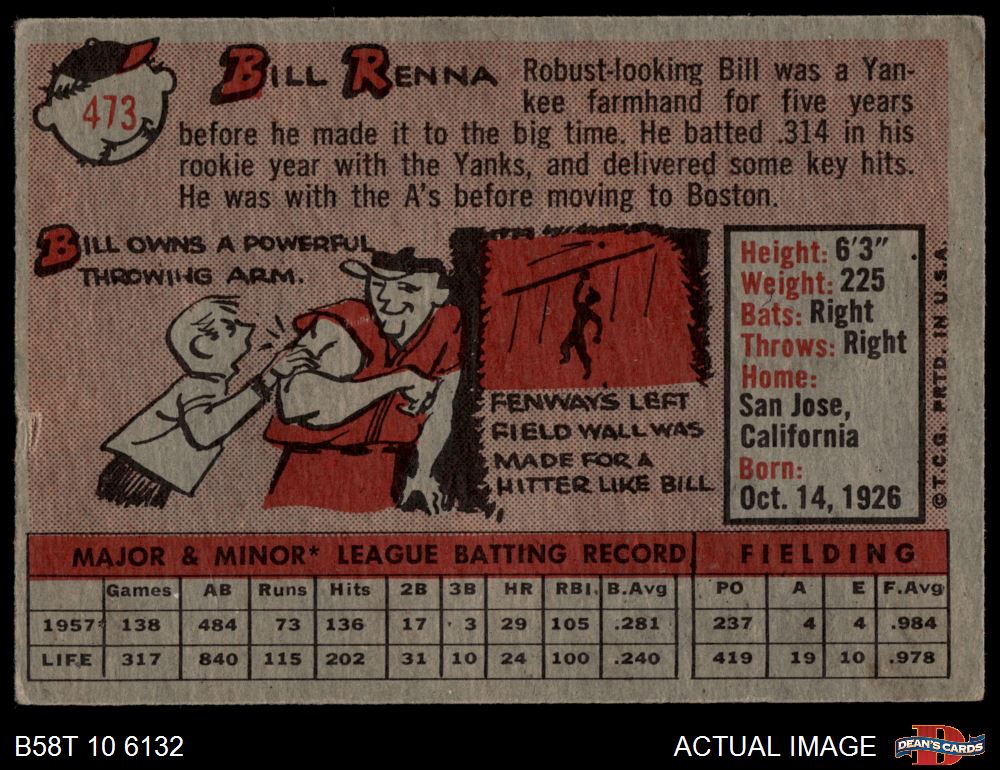 473
BILL RENNA
Robust-looking Bill was a Yan-
kee farmhand for five years
before he made it to the big time. He batted .314 in his
rookie year with the Yanks, and delivered some key hits.
He was with the A's before moving to Boston.
BILL OWNS A POWERFUL
THROWING ARM.
FENWAYS LEFT
FIELD WALL WAS
MADE FOR A
HITTER LIKE BILL
Height: 6'3"
Weight: 225
Bats: Right
Throws: Right
Home:
San Jose,
California
Born:
Oct. 14, 1926
© T.C.G. PRTD. IN U.S.A.
MAJOR & MINOR* LEAGUE BATTING RECORD FIELDING
Games AB Runs Hits 2B 3B HR RBI. B.Avg PO A E F.Avg
1957* 138 484 73 136 17 3 29 105 .281 237 4 4 .984
LIFE 317 840 115 202 31 10 24 100 .240 419 19 10 .978
B58T 10 6132
ACTUAL IMAGE
D
DEAN'S CARDS